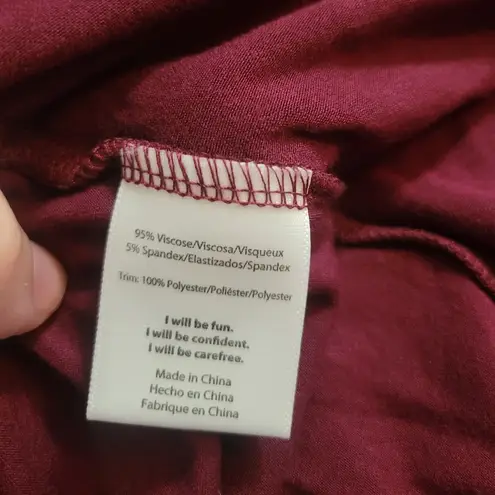 95% Viscose/Viscosa/Visqueux
5% Spandex/Elastizados/Spandex
Trim: 100% Polyester/Poliéster/Polyester
I will be fun.
I will be confident.
I will be carefree.
Made in China
Hecho en China
Fabrique en China